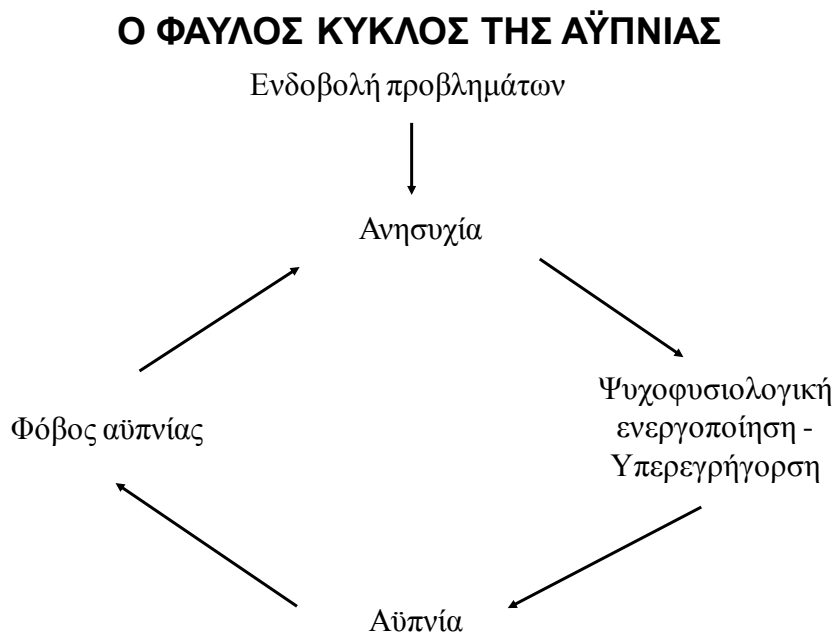 Ο ΦΑΥΛΟΣ ΚΥΚΛΟΣ ΤΗΣ ΑΫΠΝΙΑΣ
Ενδοβολή προβλημάτων
Ανησυχία
Ψυχοφυσιολογική
ενεργοποίηση -
Υπερεγρήγορση
Φόβος αϋπνίας
Αϋπνία